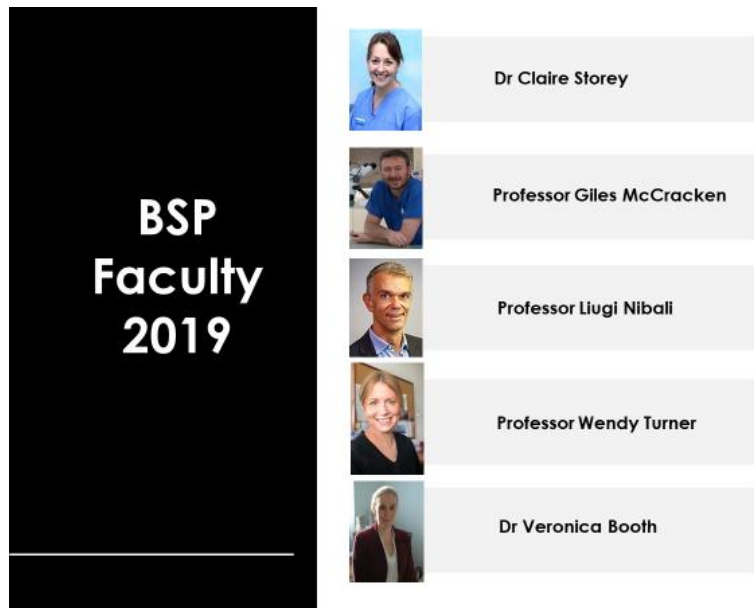 BSP
Faculty
2019
Dr Claire Storey
Professor Giles McCracken
Professor Liugi Nibali
Professor Wendy Turner
Dr Veronica Booth